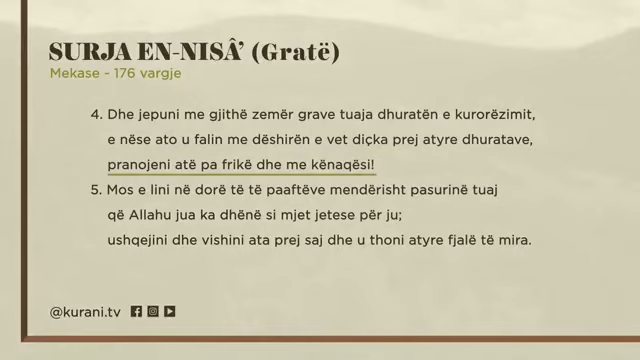 SURJA EN-NISÂ’ (Gratë)
Mekase - 176 vargje
4. Dhe jepuni me gjithë zemër grave tuaja dhuratën e kurorëzimit,
e nëse ato u falin me dëshirën e vet diçka prej atyre dhuratave,
pranojeni atë pa frikë dhe me kënaqësi!
5. Mos e lini në dorë të të paaftëve mendërisht pasurinë tuaj
që Allahu jua ka dhënë si mjet jetese për ju;
ushqejini dhe vishini ata prej saj dhe u thoni atyre fjalë të mira.
@kurani.tv